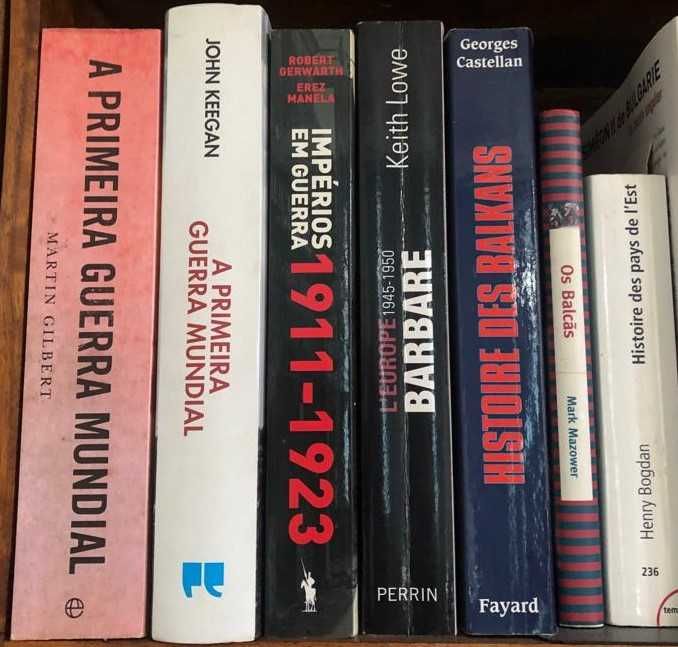 A PRIMEIRA GUERRA MUNDIAL
MARTIN GILBERT
JOHN KEEGAN
A PRIMEIRA
GUERRA MUNDIAL
ROBERT
GERWARTH
EREZ
MANELA
IMPÉRIOS
EM GUERRA
1911-1923
Keith Lowe
L'EUROPE 1945-1950
BARBARE
PERRIN
Georges
Castellan
HISTOIRE DES BALKANS
Fayard
Os Balcãs
Mark Mazower
de BULGARIE
Histoire des pays de l'Est
Henry Bogdan
236
tem